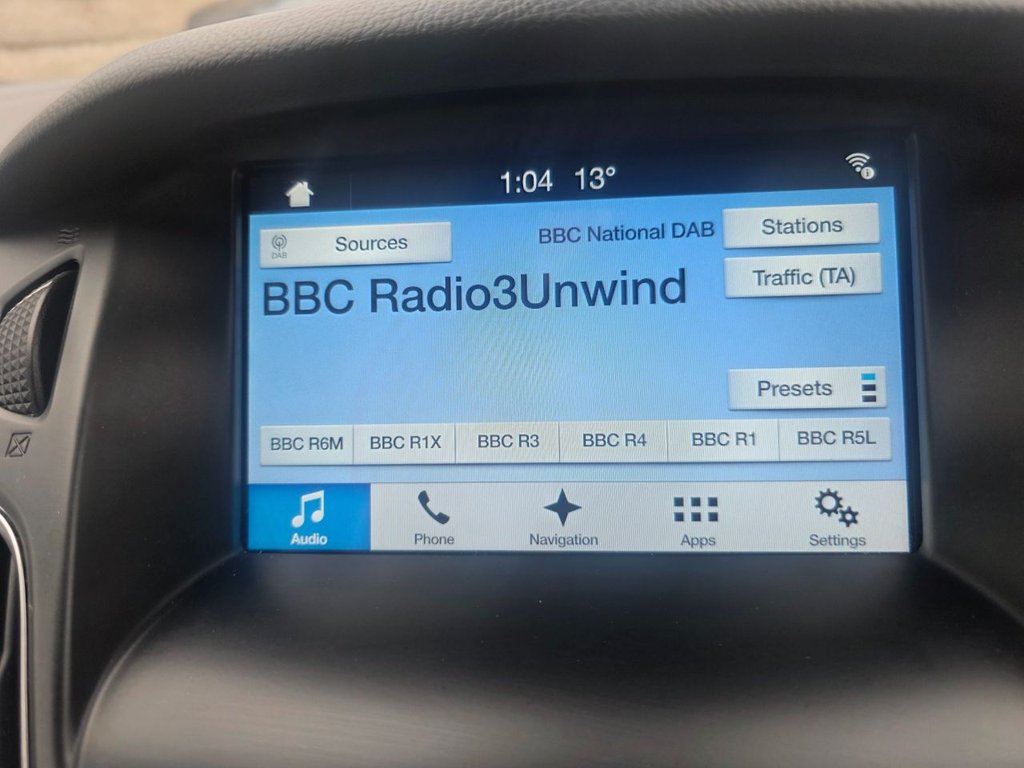 1:04 13°
DAB
Sources
BBC National DAB
Stations
BBC Radio3Unwind
Traffic (TA)
Presets
BBC R6M BBC R1X BBC R3 BBC R4 BBC R1 BBC R5L
Audio Phone Navigation Apps Settings